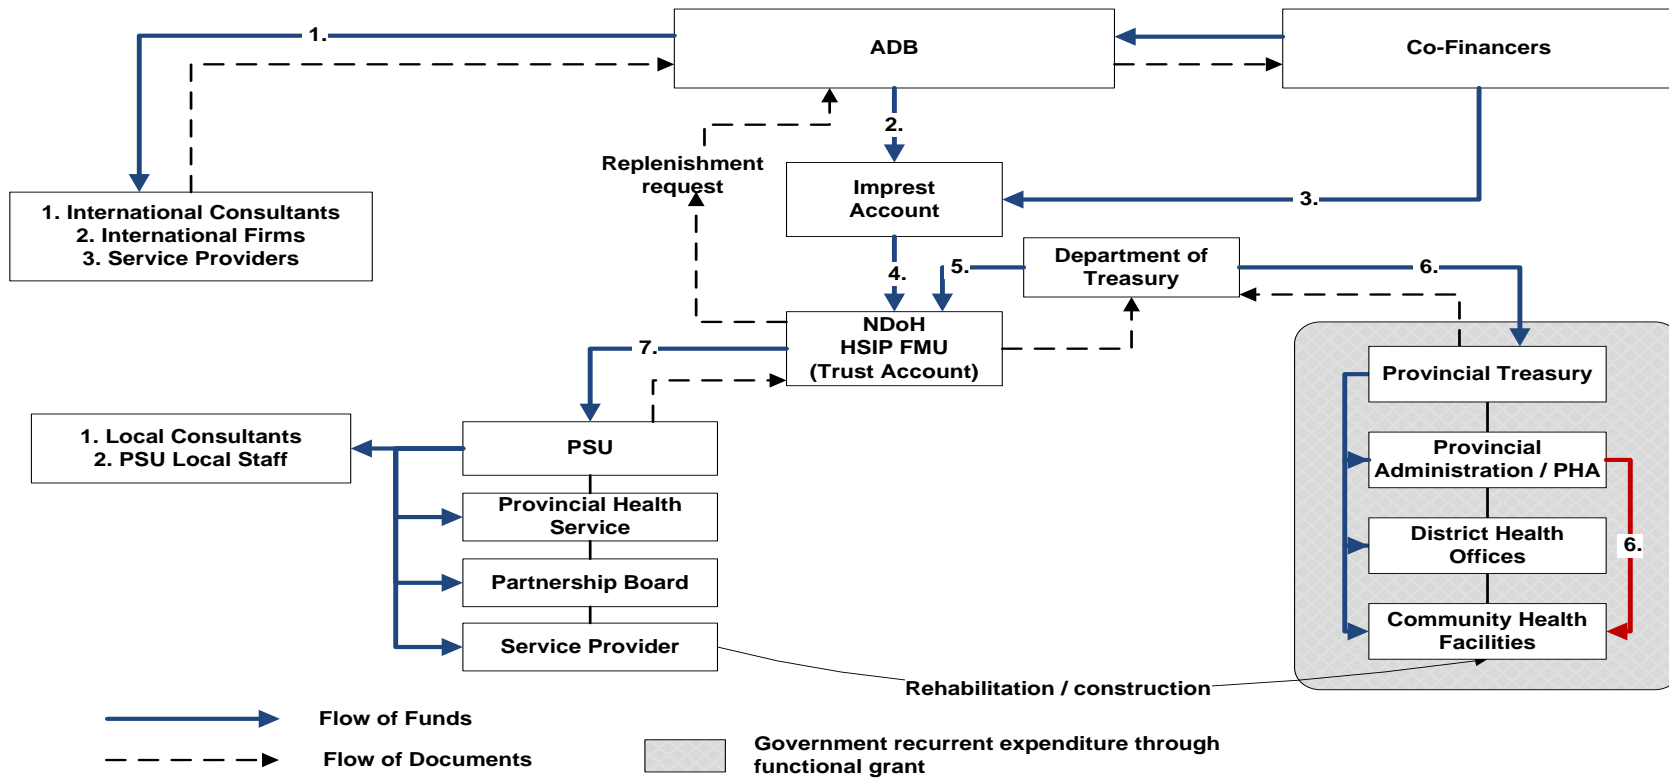 1.
ADB
Co-Financers
2.
Replenishment
request
Imprest
Account
3.
1. International Consultants
2. International Firms
3. Service Providers
Department of
Treasury
4.
5.
6.
NDoH
HSIP FMU
(Trust Account)
7.
Provincial Treasury
1. Local Consultants
2. PSU Local Staff
PSU
Provincial
Administration / PHA
Provincial Health
Service
District Health
Offices
6.
Partnership Board
Community Health
Facilities
Service Provider
Rehabilitation / construction
Flow of Funds
Flow of Documents
Government recurrent expenditure through
functional grant